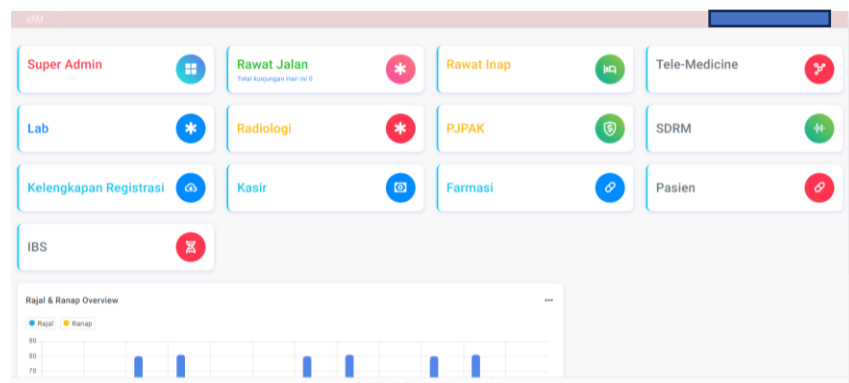 eRM
Super Admin
Rawat Jalan
Total kunjungan Hari ini 0
Rawat Inap
Tele-Medicine
Lab
Radiologi
PJPAK
SDRM
Kelengkapan Registrasi
Kasir
Farmasi
Pasien
IBS
Rajal & Ranap Overview
Rajal Ranap
90
80
70